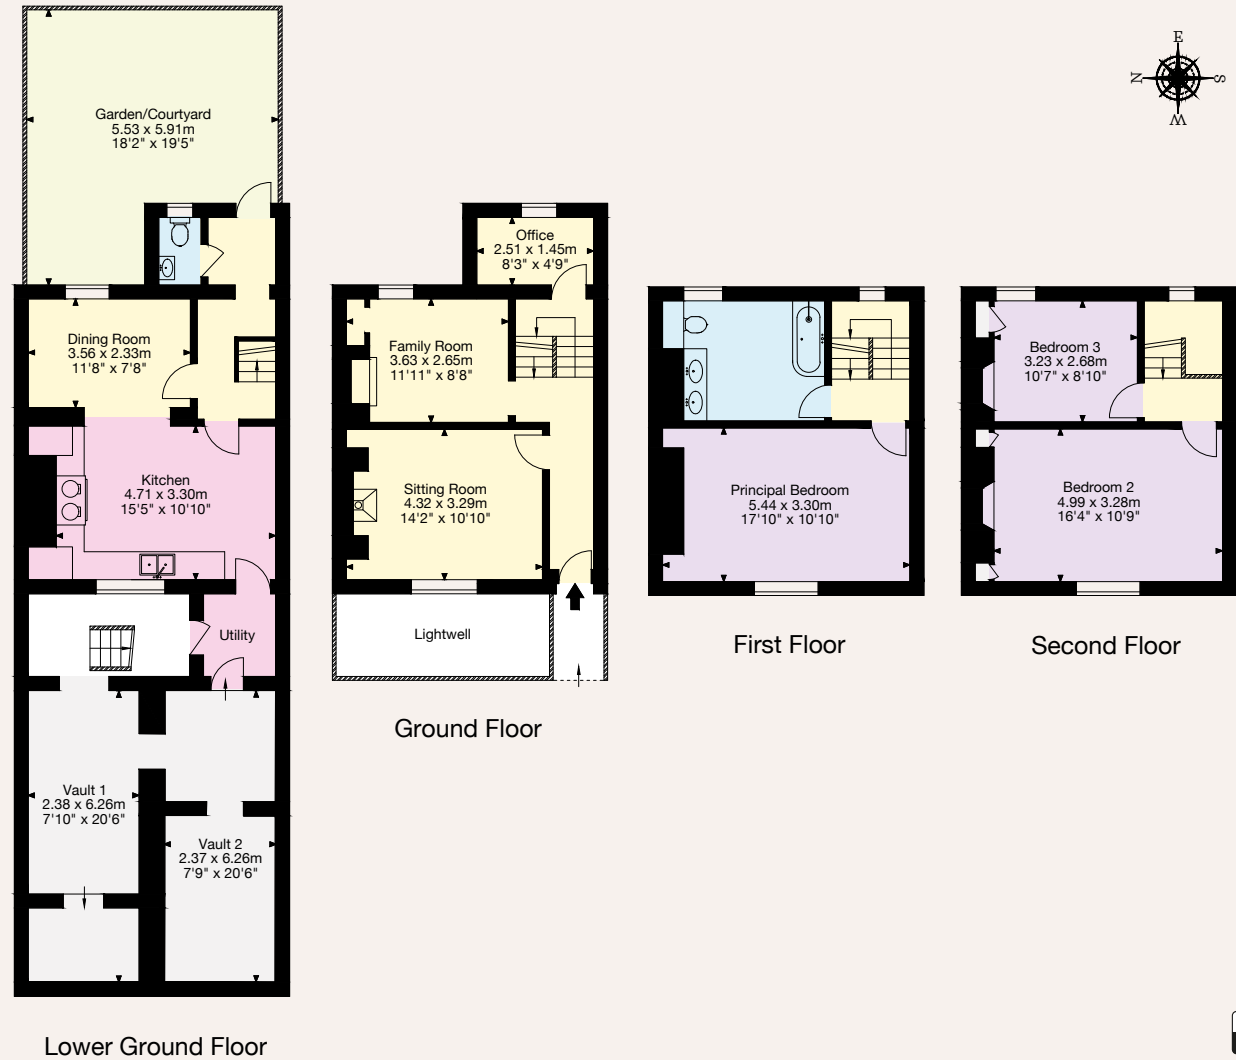 E
N
S
W
Garden/Courtyard
5.53 x 5.91m
18'2" x 19'5"
Dining Room
3.56 x 2.33m
11'8" x 7'8"
Kitchen
4.71 x 3.30m
15'5" x 10'10"
Utility
Vault 1
2.38 x 6.26m
7'10" x 20'6"
Vault 2
2.37 x 6.26m
7'9" x 20'6"
Lower Ground Floor
Office
2.51 x 1.45m
8'3" x 4'9"
Family Room
3.63 x 2.65m
11'11" x 8'8"
Sitting Room
4.32 x 3.29m
14'2" x 10'10"
Lightwell
Ground Floor
Principal Bedroom
5.44 x 3.30m
17'10" x 10'10"
First Floor
Bedroom 3
3.23 x 2.68m
10'7" x 8'10"
Bedroom 2
4.99 x 3.28m
16'4" x 10'9"
Second Floor